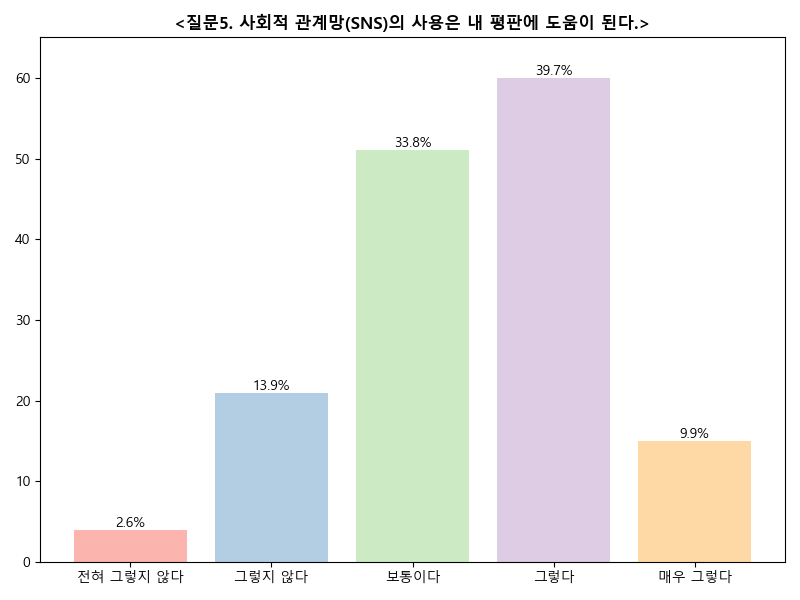 <질문5. 사회적 관계망(SNS)의 사용은 내 평판에 도움이 된다.>
60
50
40
30
20
10
0
2.6%
13.9%
33.8%
39.7%
9.9%
전혀 그렇지 않다
그렇지 않다
보통이다
그렇다
매우 그렇다